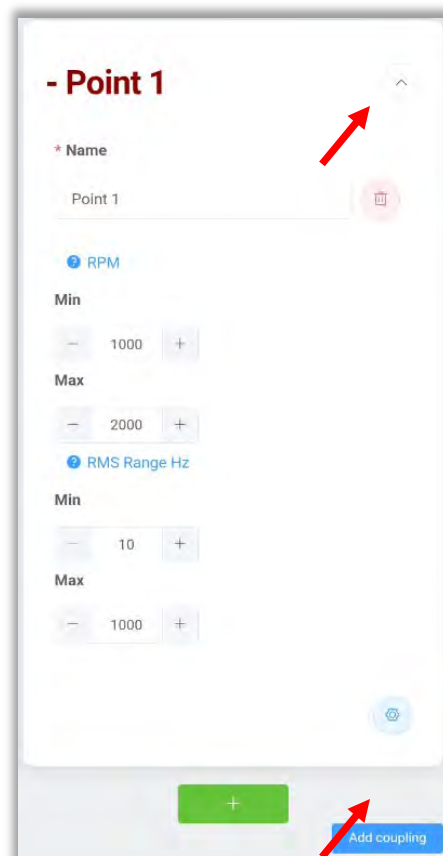 - Point 1
* Name
Point 1
? RPM
Min
− 1000 +
Max
− 2000 +
? RMS Range Hz
Min
− 10 +
Max
− 1000 +
+
Add coupling